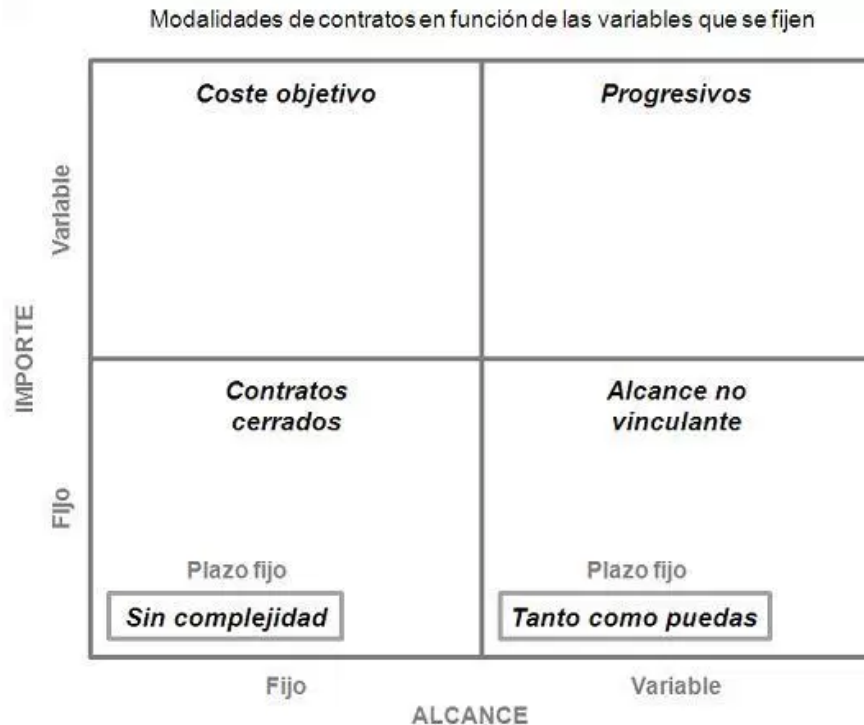 Modalidades de contratos en función de las variables que se fijen
Coste objetivo
Progresivos
Variable
IMPORTE
Contratos
cerrados
Alcance no
vinculante
Fijo
Plazo fijo
Plazo fijo
Sin complejidad
Tanto como puedas
Fijo
Variable
ALCANCE